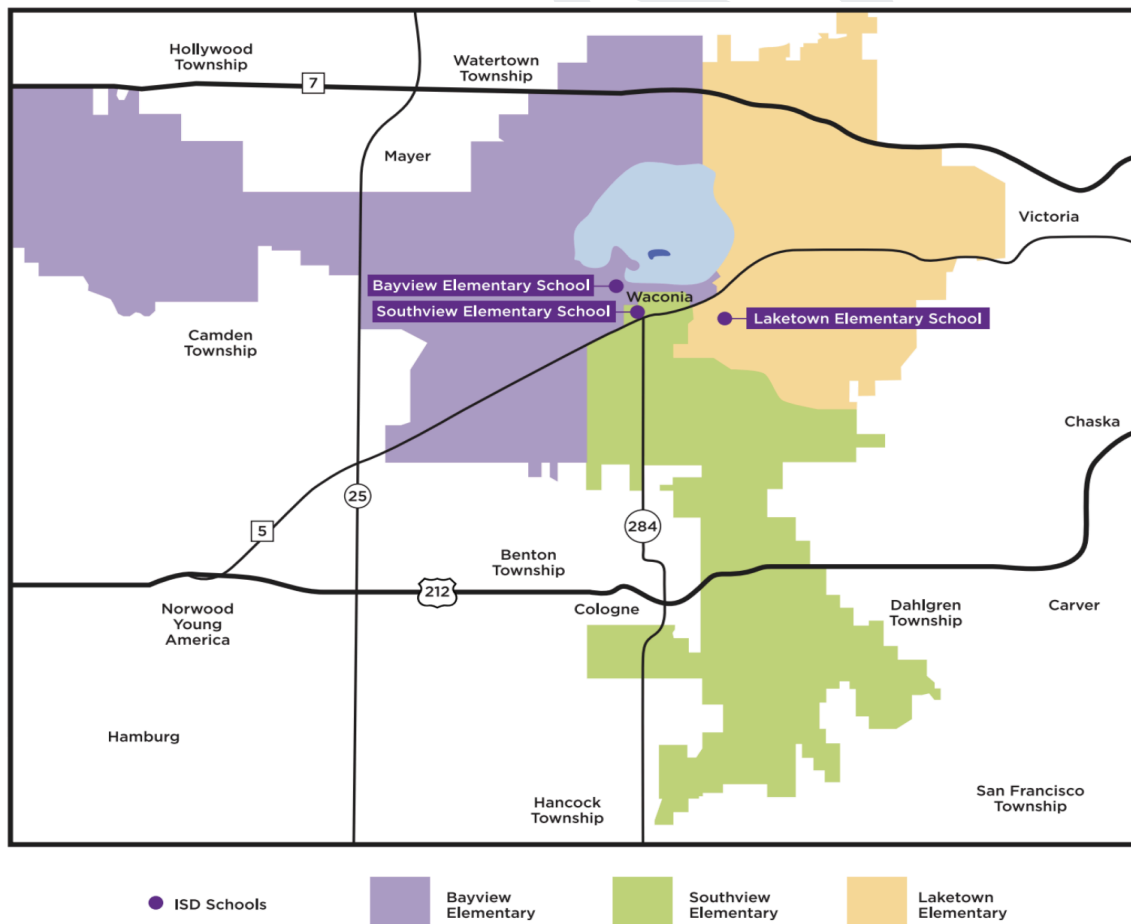 Hollywood
Township
7
Watertown
Township
Mayer
Victoria
Bayview Elementary School
Waconia
Southview Elementary School
Laketown Elementary School
Camden
Township
Chaska
25
5
284
Benton
Township
212
Norwood
Young
America
Cologne
Dahlgren
Township
Carver
Hamburg
Hancock
Township
San Francisco
Township
ISD Schools
Bayview
Elementary
Southview
Elementary
Laketown
Elementary